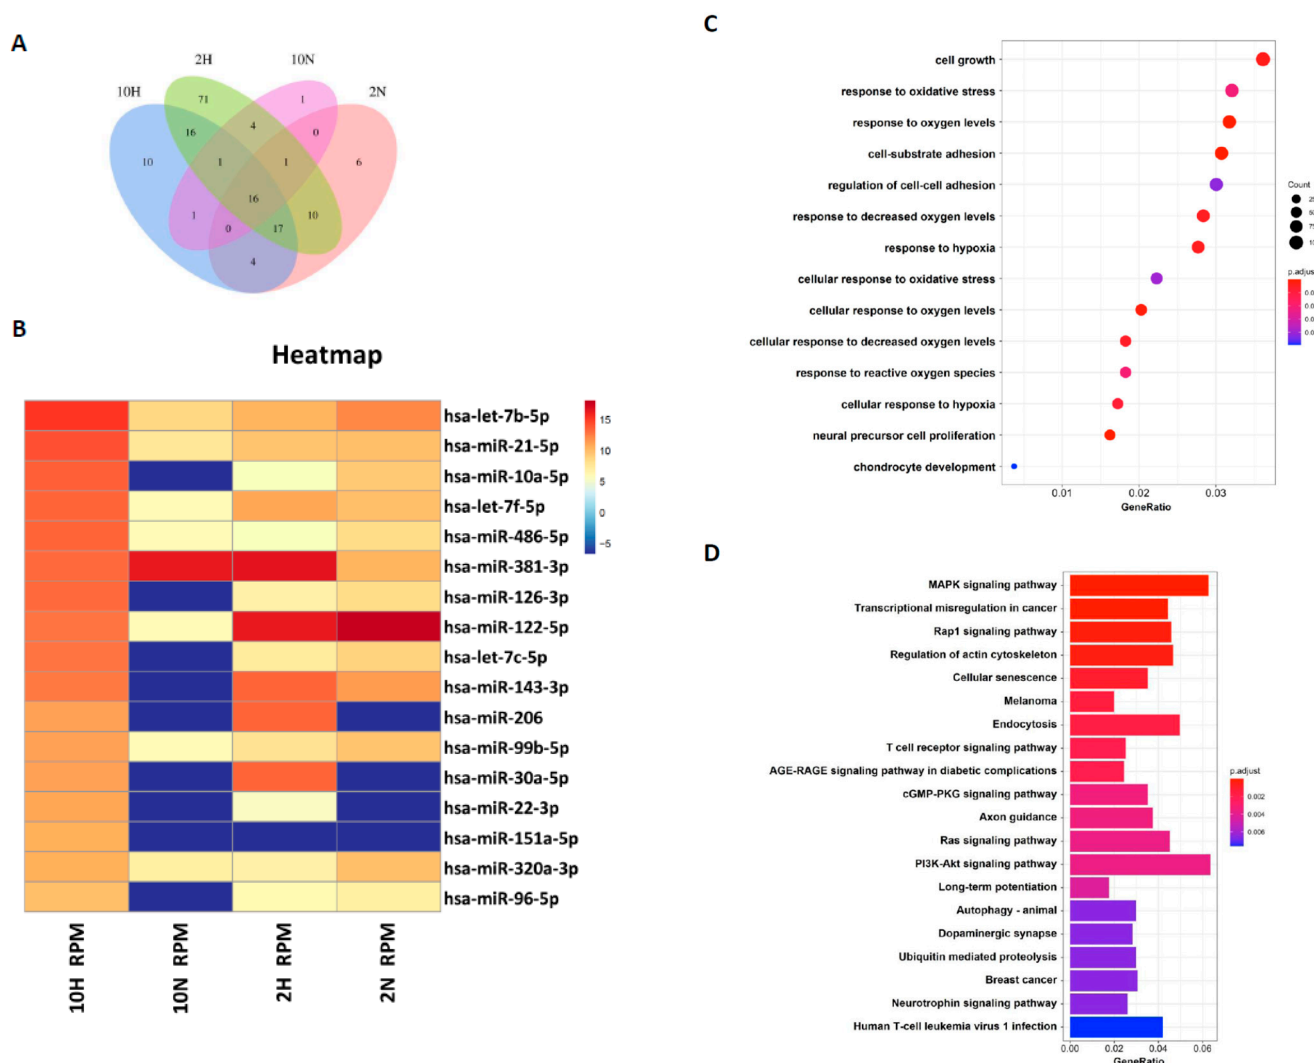 A
2H
10N
10H
2N
71
1
16
4
0
10
1
1
6
16
1
0
17
10
4
B
Heatmap
hsa-let-7b-5p
hsa-miR-21-5p
hsa-miR-10a-5p
hsa-let-7f-5p
hsa-miR-486-5p
hsa-miR-381-3p
hsa-miR-126-3p
hsa-miR-122-5p
hsa-let-7c-5p
hsa-miR-143-3p
hsa-miR-206
hsa-miR-99b-5p
hsa-miR-30a-5p
hsa-miR-22-3p
hsa-miR-151a-5p
hsa-miR-320a-3p
hsa-miR-96-5p
15
10
5
0
−5
10H RPM
10N RPM
2H RPM
2N RPM
C
cell growth
response to oxidative stress
response to oxygen levels
cell-substrate adhesion
regulation of cell-cell adhesion
response to decreased oxygen levels
response to hypoxia
cellular response to oxidative stress
cellular response to oxygen levels
cellular response to decreased oxygen levels
response to reactive oxygen species
cellular response to hypoxia
neural precursor cell proliferation
chondrocyte development
0.01
0.02
0.03
GeneRatio
Count
p.adjust
D
MAPK signaling pathway
Transcriptional misregulation in cancer
Rap1 signaling pathway
Regulation of actin cytoskeleton
Cellular senescence
Melanoma
Endocytosis
T cell receptor signaling pathway
AGE-RAGE signaling pathway in diabetic complications
cGMP-PKG signaling pathway
Axon guidance
Ras signaling pathway
PI3K-Akt signaling pathway
Long-term potentiation
Autophagy - animal
Dopaminergic synapse
Ubiquitin mediated proteolysis
Breast cancer
Neurotrophin signaling pathway
Human T-cell leukemia virus 1 infection
0.00
0.02
0.04
0.06
GeneRatio
p.adjust
0.002
0.004
0.006